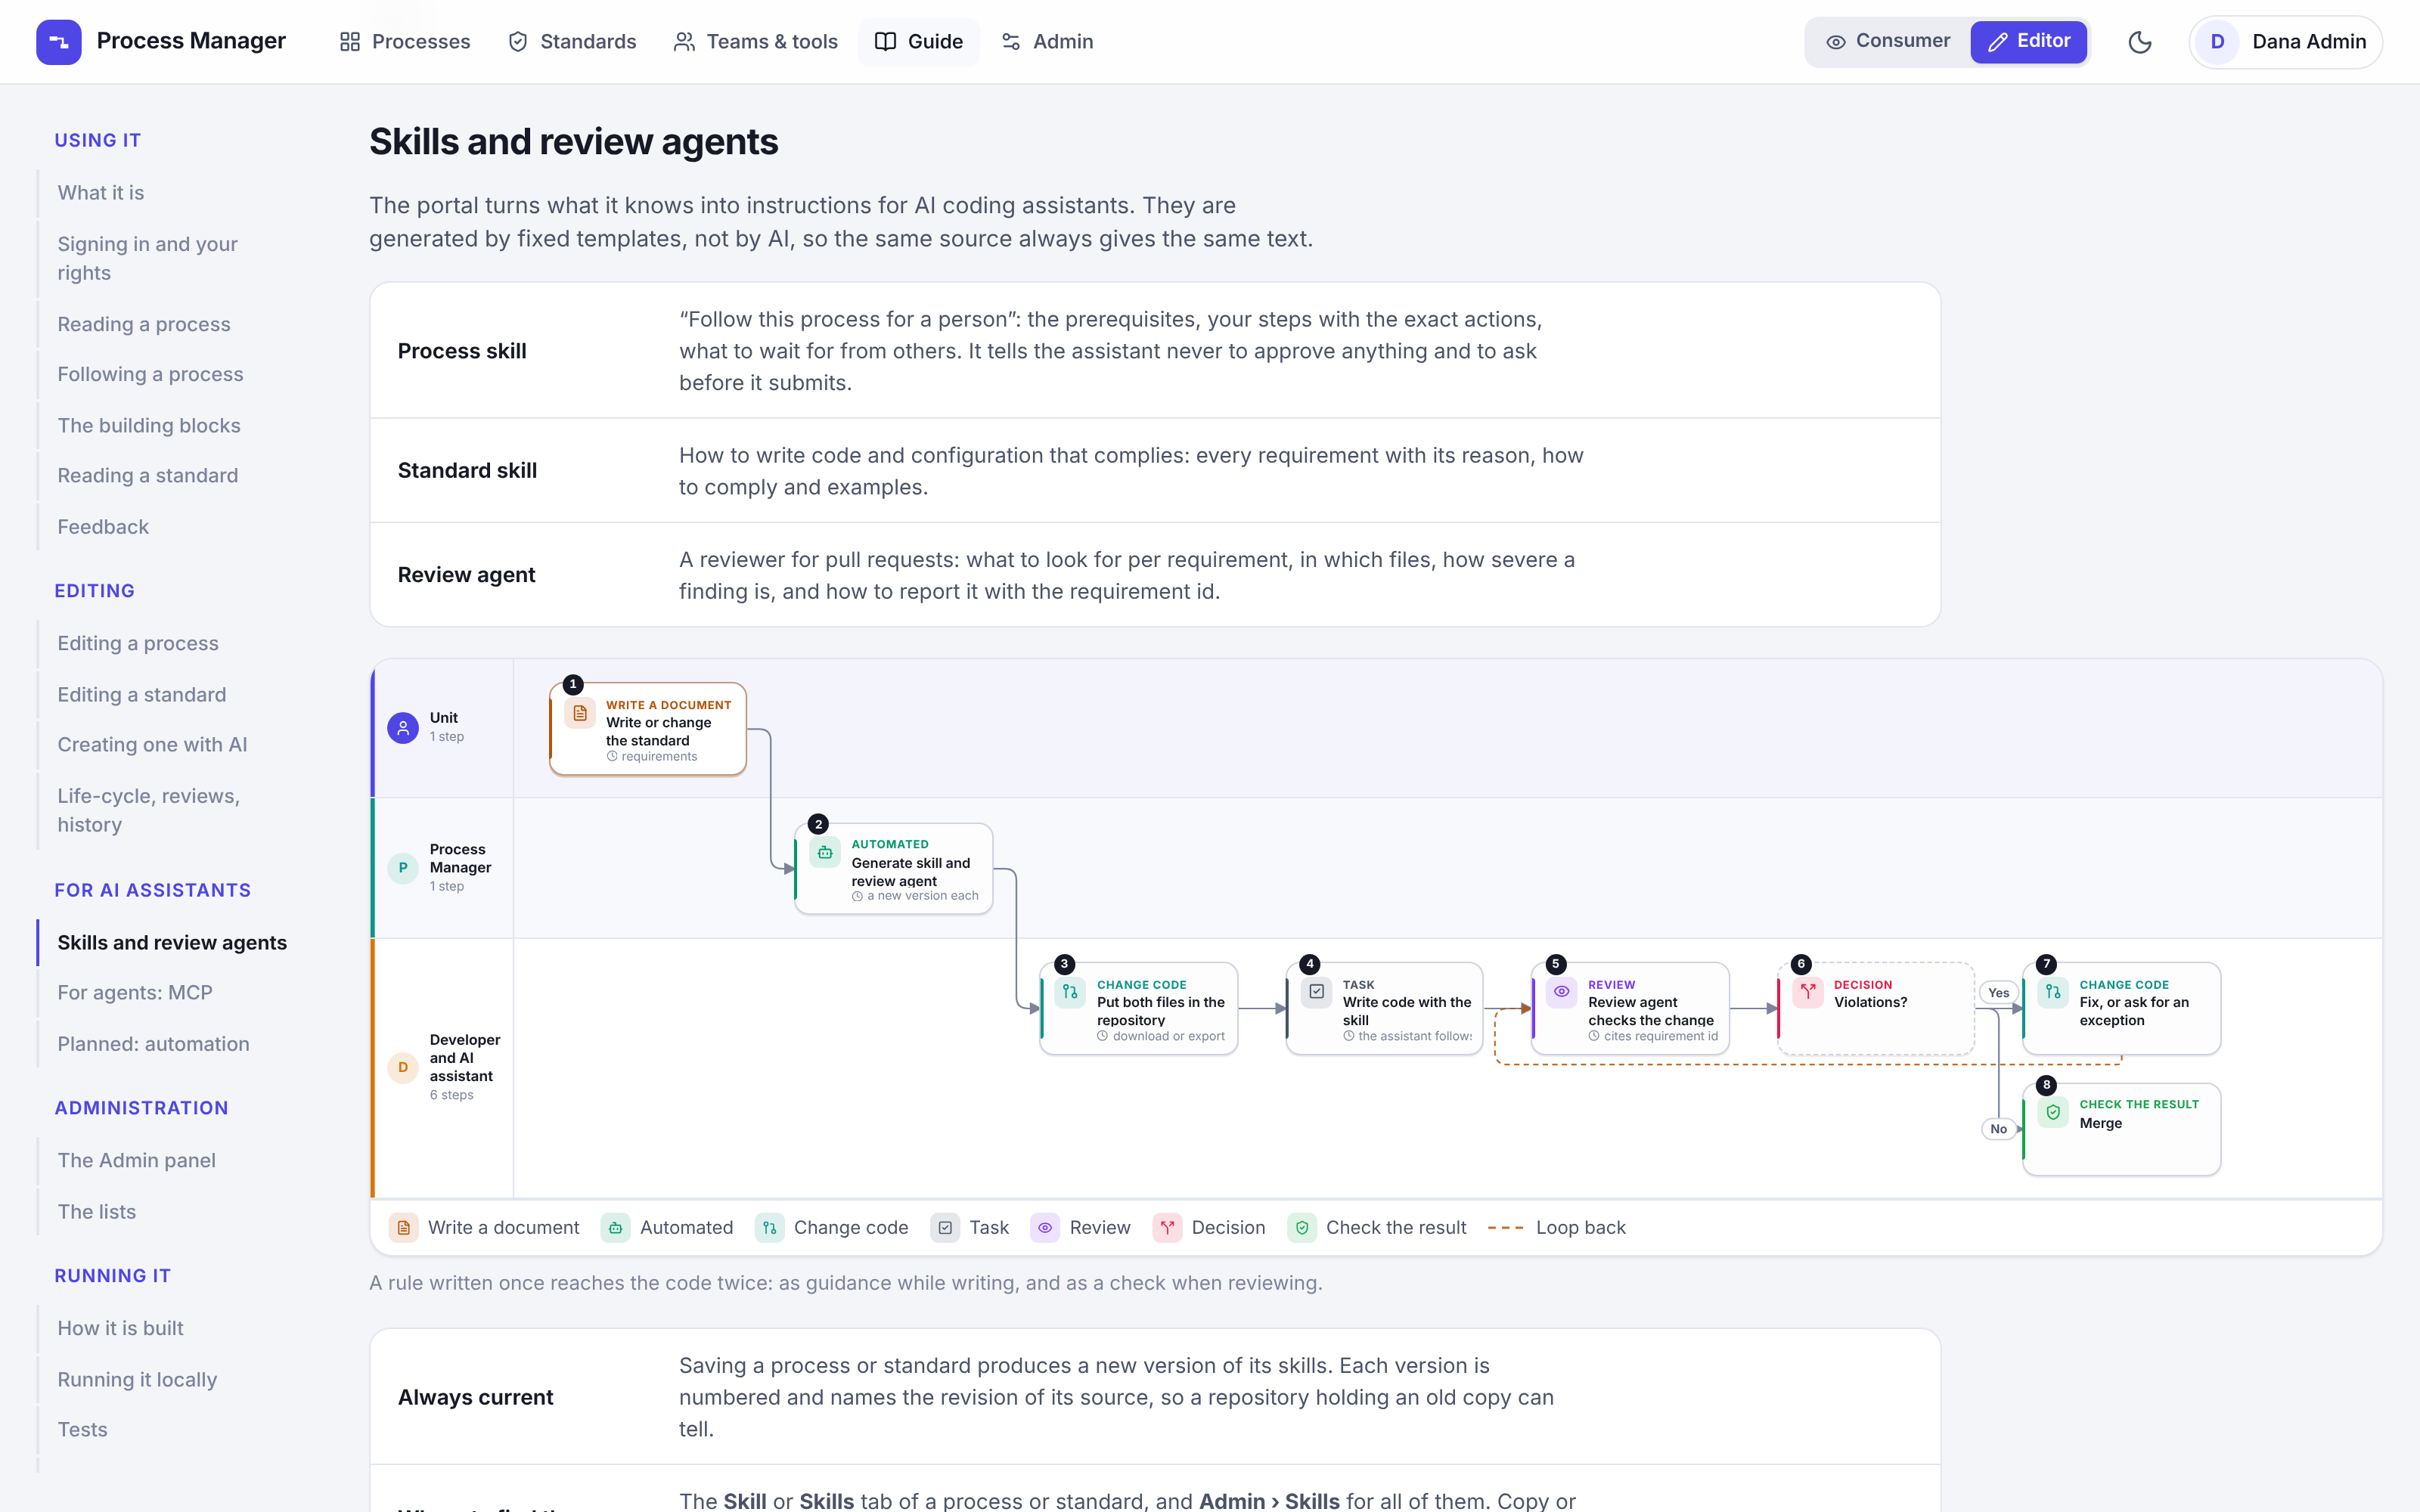 Process Manager
Processes
Standards
Teams & tools
Guide
Admin
Consumer
Editor
D
Dana Admin
USING IT
What it is
Signing in and your
rights
Reading a process
Following a process
The building blocks
Reading a standard
Feedback
EDITING
Editing a process
Editing a standard
Creating one with AI
Life-cycle, reviews,
history
FOR AI ASSISTANTS
Skills and review agents
For agents: MCP
Planned: automation
ADMINISTRATION
The Admin panel
The lists
RUNNING IT
How it is built
Running it locally
Tests
Skills and review agents
The portal turns what it knows into instructions for AI coding assistants. They are
generated by fixed templates, not by AI, so the same source always gives the same text.
Process skill
“Follow this process for a person”: the prerequisites, your steps with the exact actions,
what to wait for from others. It tells the assistant never to approve anything and to ask
before it submits.
Standard skill
How to write code and configuration that complies: every requirement with its reason, how
to comply and examples.
Review agent
A reviewer for pull requests: what to look for per requirement, in which files, how severe a
finding is, and how to report it with the requirement id.
Unit
1 step
1
WRITE A DOCUMENT
Write or change
the standard
requirements
P
Process
Manager
1 step
2
AUTOMATED
Generate skill and
review agent
a new version each
D
Developer
and AI
assistant
6 steps
3
CHANGE CODE
Put both files in the
repository
download or export
4
TASK
Write code with the
skill
the assistant follows
5
REVIEW
Review agent
checks the change
cites requirement id
6
DECISION
Violations?
Yes
7
CHANGE CODE
Fix, or ask for an
exception
No
8
CHECK THE RESULT
Merge
Write a document
Automated
Change code
Task
Review
Decision
Check the result
Loop back
A rule written once reaches the code twice: as guidance while writing, and as a check when reviewing.
Always current
Saving a process or standard produces a new version of its skills. Each version is
numbered and names the revision of its source, so a repository holding an old copy can
tell.
The Skill or Skills tab of a process or standard, and Admin › Skills for all of them. Copy or